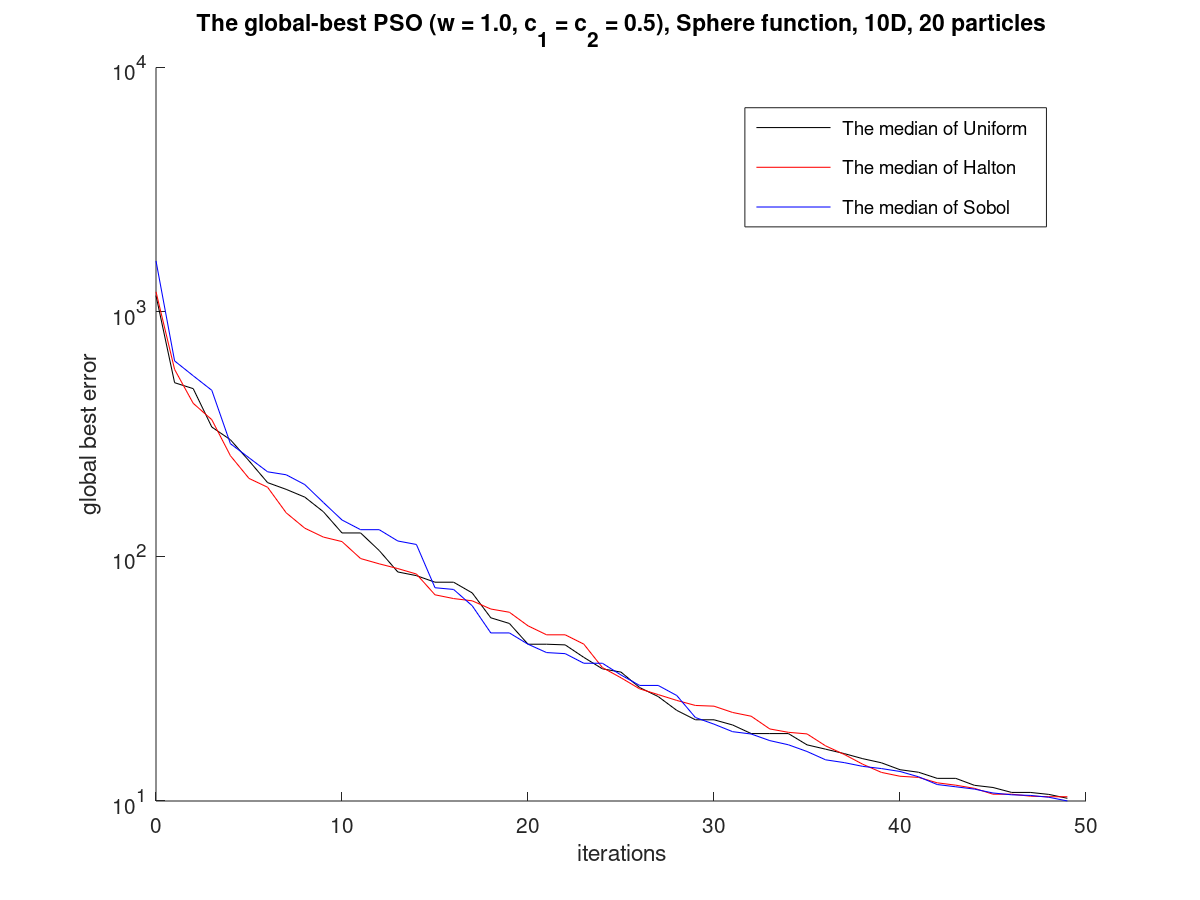 The global-best PSO (w = 1.0, c_1 = c_2 = 0.5), Sphere function, 10D, 20 particles
10^4
The median of Uniform
The median of Halton
The median of Sobol
10^3
global best error
10^2
10^1
0 10 20 30 40 50
iterations